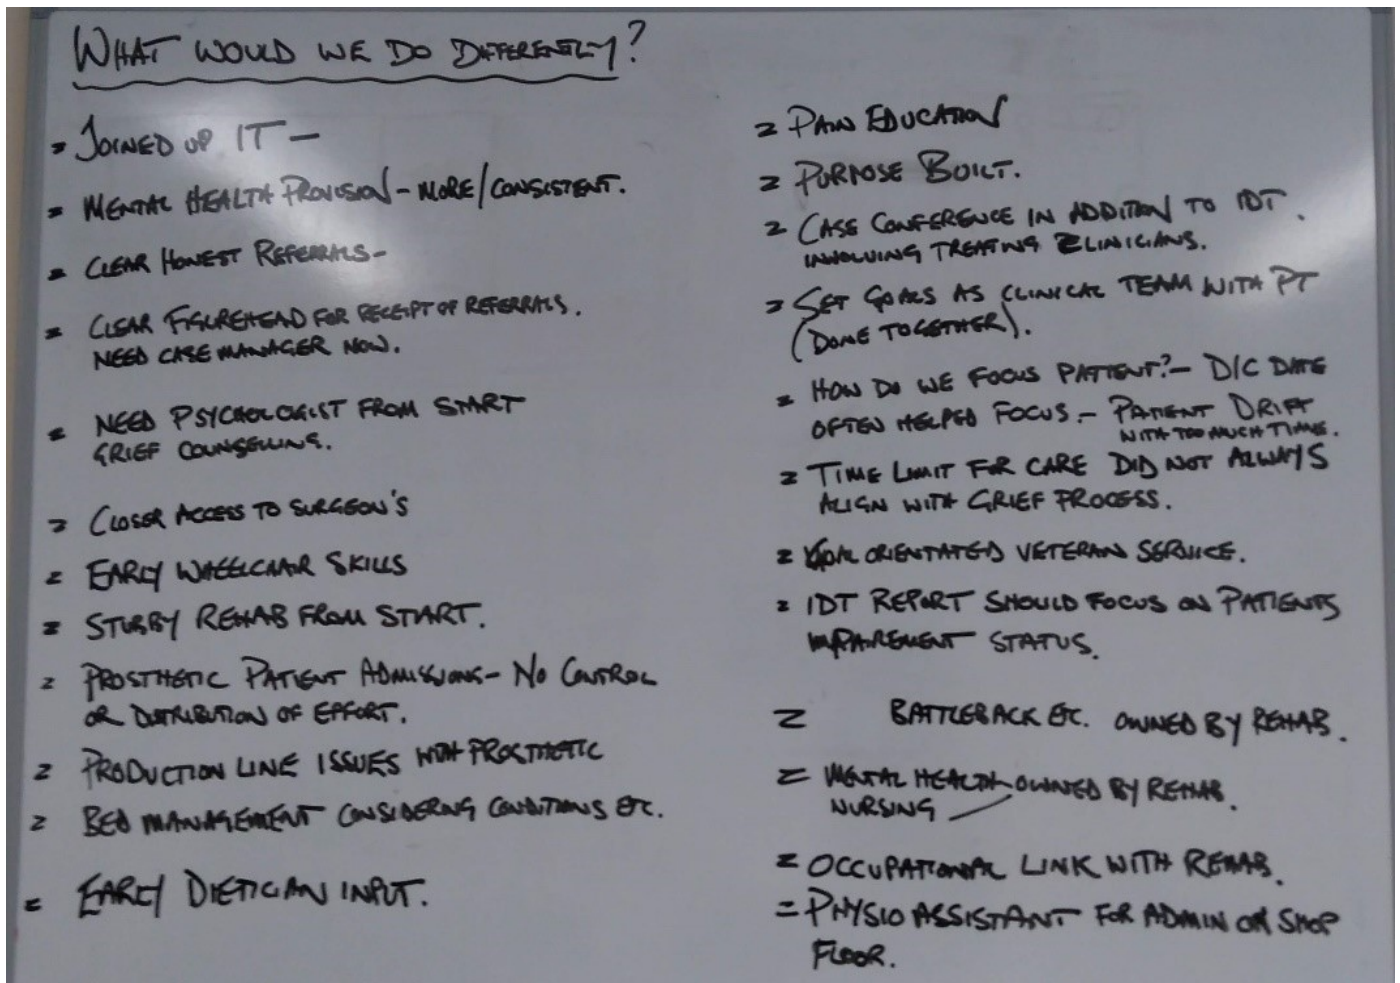 WHAT WOULD WE DO DIFFERENTLY?
= JOINED UP IT –
= MENTAL HEALTH PROVISION – MORE/CONSISTENT.
= CLEAR HONEST REFERRALS –
= CLEAR FIGUREHEAD FOR RECEIPT OF REFERRALS.
NEED CASE MANAGER NOW.
= NEED PSYCHOLOGIST FROM START
GRIEF COUNSELLING.
= CLOSER ACCESS TO SURGEON'S
= EARLY WHEELCHAIR SKILLS
= STUBBY REHAB FROM START.
= PROSTHETIC PATIENT ADMISSIONS – NO CONTROL
OR DISTRIBUTION OF EFFORT.
= PRODUCTION LINE ISSUES WITH PROSTHETIC
= BED MANAGEMENT CONSIDERING CONDITIONS ETC.
= EARLY DIETICIAN INPUT.
= PAIN EDUCATION
= PURPOSE BUILT.
= CASE CONFERENCE IN ADDITION TO IDT.
INVOLVING TREATING CLINICIANS.
= SET GOALS AS CLINICAL TEAM WITH PT
(DONE TOGETHER).
= HOW DO WE FOCUS PATIENT? – D/C DATE
OFTEN HELPED FOCUS. – PATIENT DRIFT
WITH TOO MUCH TIME.
= TIME LIMIT FOR CARE DID NOT ALWAYS
ALIGN WITH GRIEF PROCESS.
= GOAL ORIENTATED VETERAN SERVICE.
= IDT REPORT SHOULD FOCUS ON PATIENTS
IMPAIREMENT STATUS.
= BATTLEBACK ETC. OWNED BY REHAB.
= MENTAL HEALTH – OWNED BY REHAB.
NURSING
= OCCUPATIONAL LINK WITH REHAB.
= PHYSIO ASSISTANT FOR ADMIN ON SHOP
FLOOR.